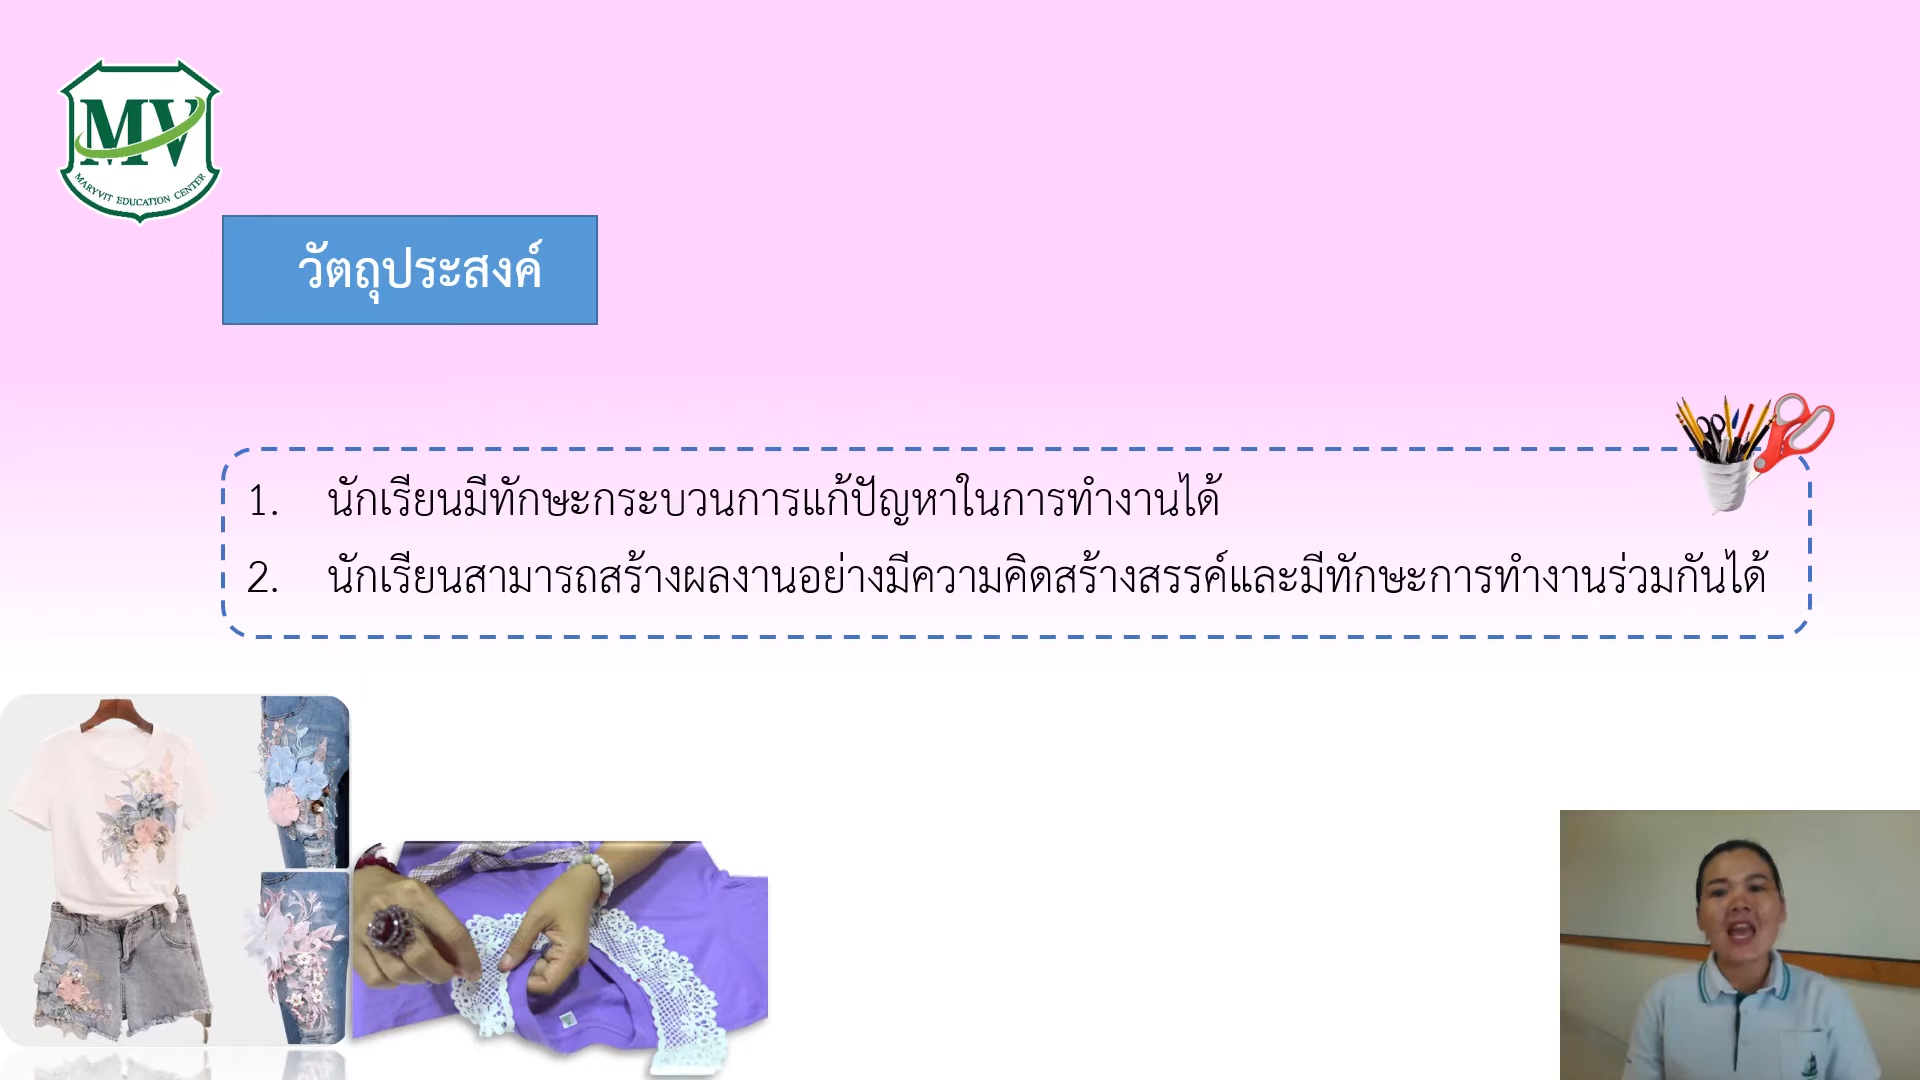 MV
MARYVIT EDUCATION CENTER
วัตถุประสงค์
1. นักเรียนมีทักษะกระบวนการแก้ปัญหาในการทำงานได้
2. นักเรียนสามารถสร้างผลงานอย่างมีความคิดสร้างสรรค์และมีทักษะการทำงานร่วมกันได้